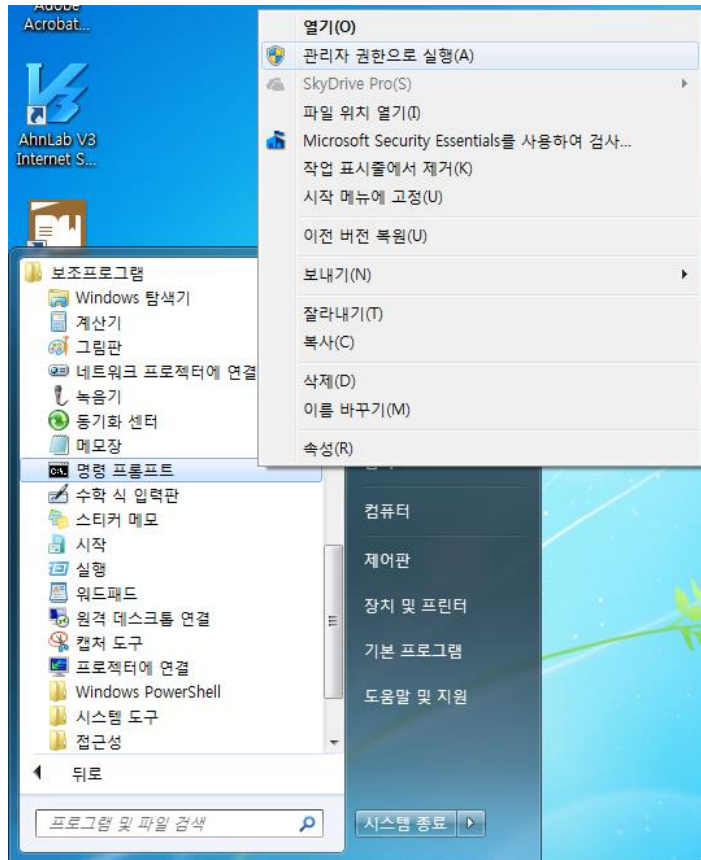 Adobe
Acrobat...
AhnLab V3
Internet S...
열기(O)
관리자 권한으로 실행(A)
SkyDrive Pro(S)
파일 위치 열기(I)
Microsoft Security Essentials를 사용하여 검사...
작업 표시줄에서 제거(K)
시작 메뉴에 고정(U)
이전 버전 복원(U)
보내기(N)
잘라내기(T)
복사(C)
삭제(D)
이름 바꾸기(M)
속성(R)
보조프로그램
Windows 탐색기
계산기
그림판
네트워크 프로젝터에 연결
녹음기
동기화 센터
메모장
명령 프롬프트
수학 식 입력판
스티커 메모
시작
실행
워드패드
원격 데스크톱 연결
캡처 도구
프로젝터에 연결
Windows PowerShell
시스템 도구
접근성
뒤로
프로그램 및 파일 검색
컴퓨터
제어판
장치 및 프린터
기본 프로그램
도움말 및 지원
시스템 종료